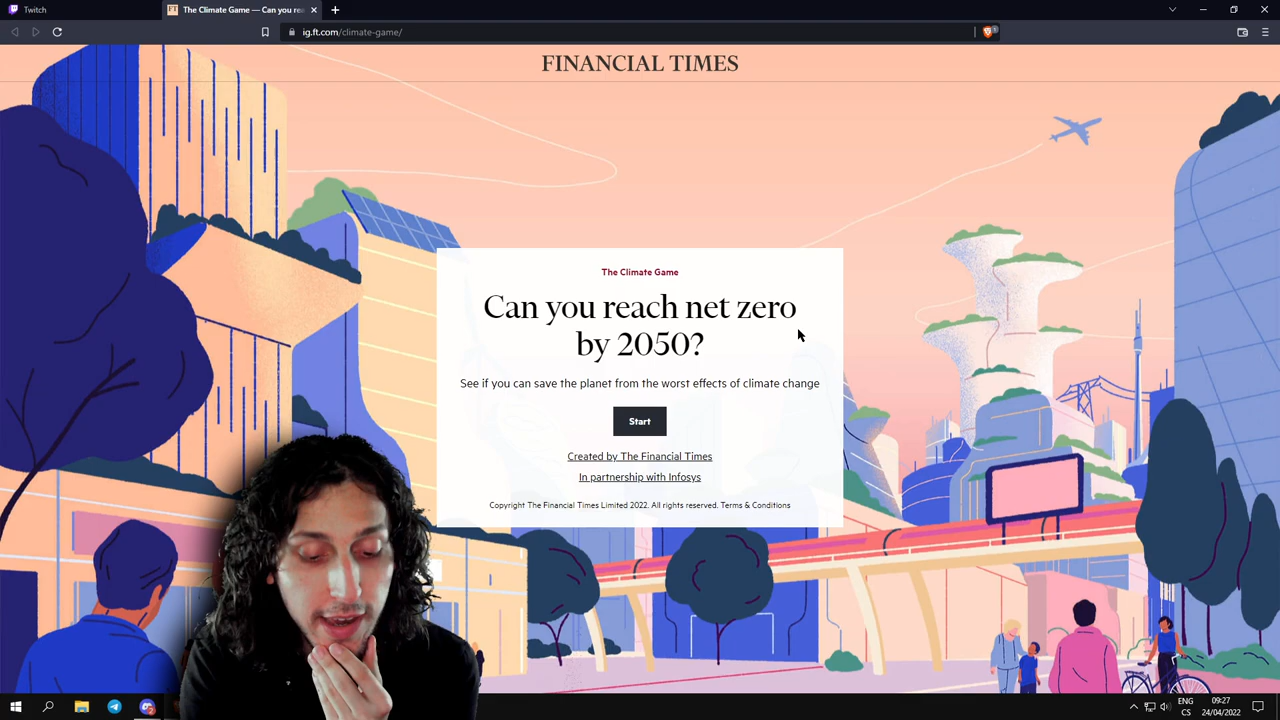 Twitch
The Climate Game — Can you rea
ig.ft.com/climate-game/
FINANCIAL TIMES
The Climate Game
Can you reach net zero
by 2050?
See if you can save the planet from the worst effects of climate change
Start
Created by The Financial Times
In partnership with Infosys
Copyright The Financial Times Limited 2022. All rights reserved. Terms & Conditions
ENG
CS
09:27
24/04/2022